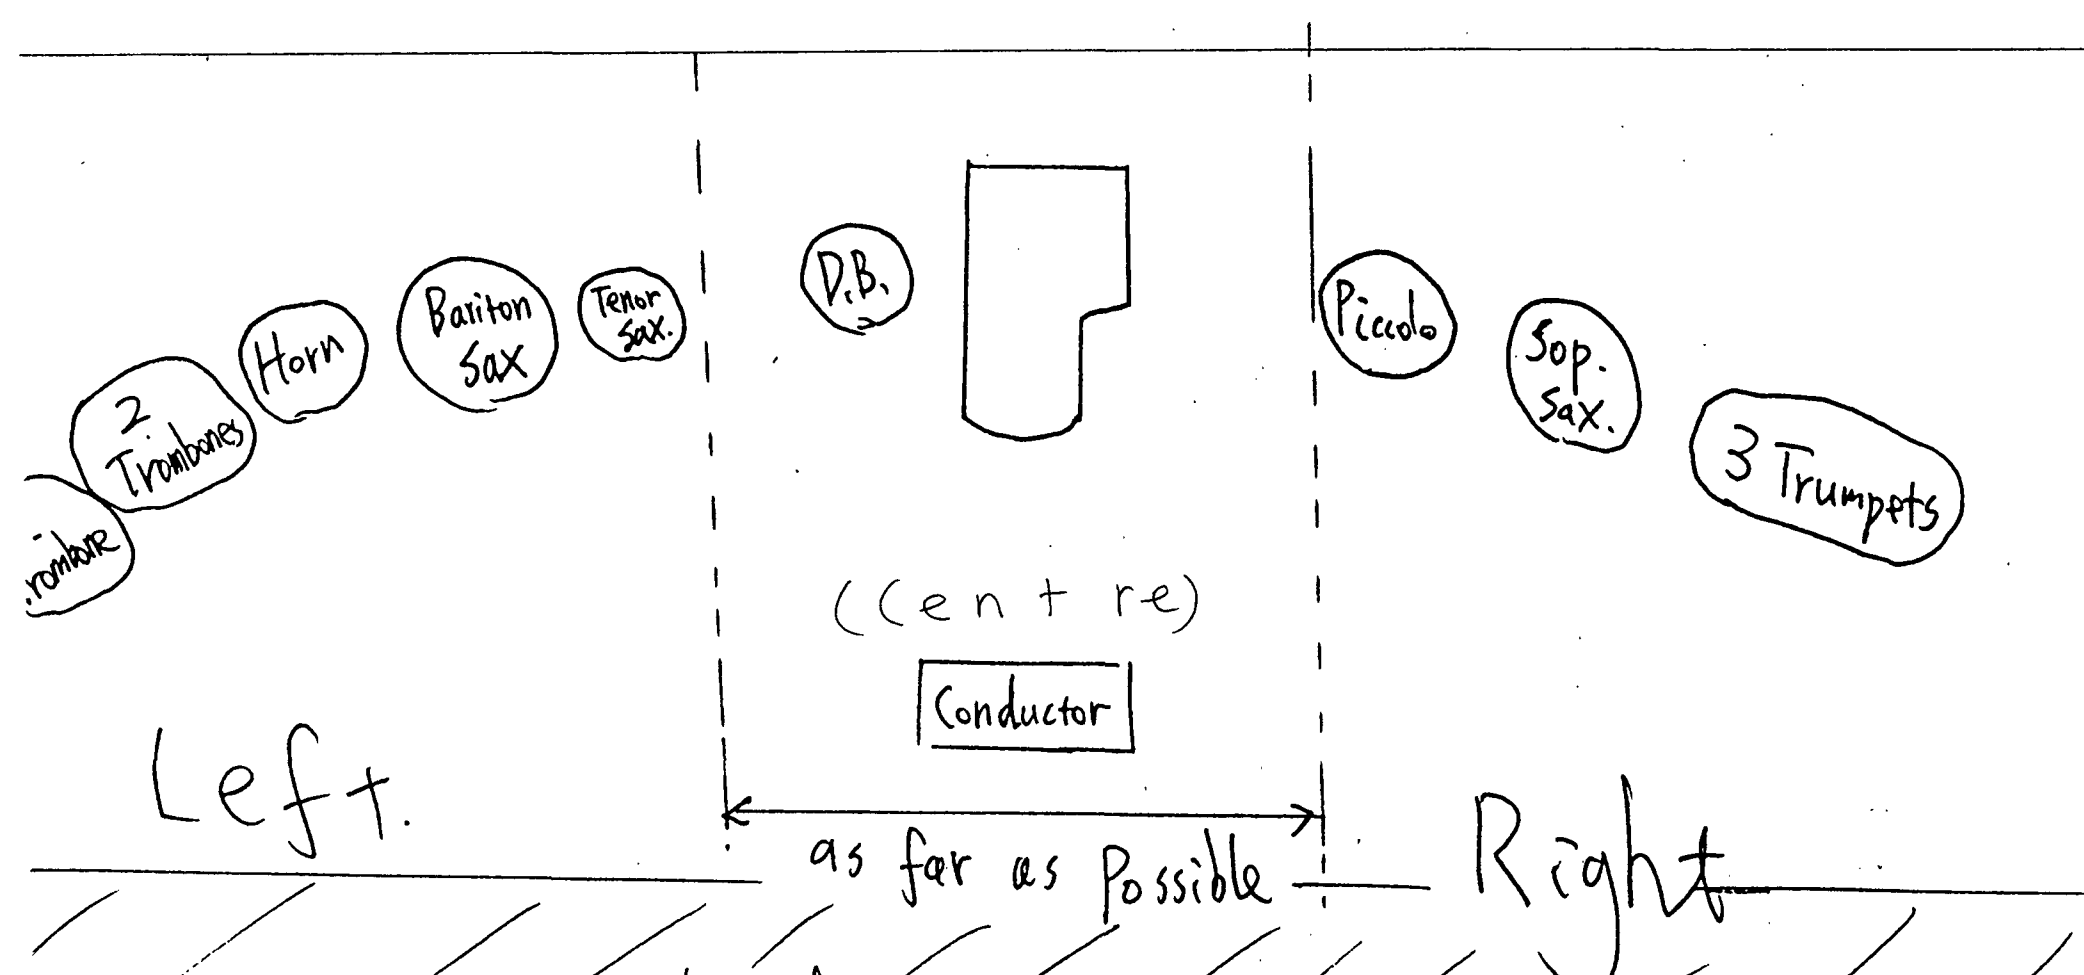 D.B.
Tenor
Sax.
Bariton
Sax
Horn
2
Trombones
rombone
Piccolo
Sop.
Sax.
3 Trumpets
(Centre)
Conductor
Left.
as far as Possible
Right